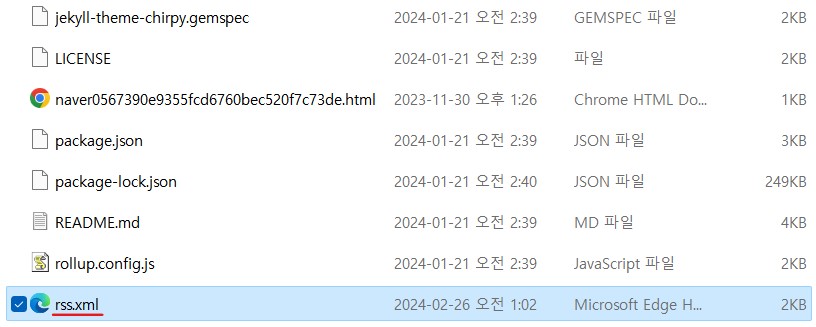 jekyll-theme-chirpy.gemspec 2024-01-21 오전 2:39 GEMSPEC 파일 2KB
LICENSE 2024-01-21 오전 2:39 파일 2KB
naver0567390e9355fcd6760bec520f7c73de.html 2023-11-30 오후 1:26 Chrome HTML Do... 1KB
package.json 2024-01-21 오전 2:39 JSON 파일 3KB
package-lock.json 2024-01-21 오전 2:40 JSON 파일 249KB
README.md 2024-01-21 오전 2:39 MD 파일 4KB
rollup.config.js 2024-01-21 오전 2:39 JavaScript 파일 2KB
rss.xml 2024-02-26 오전 1:02 Microsoft Edge H... 2KB